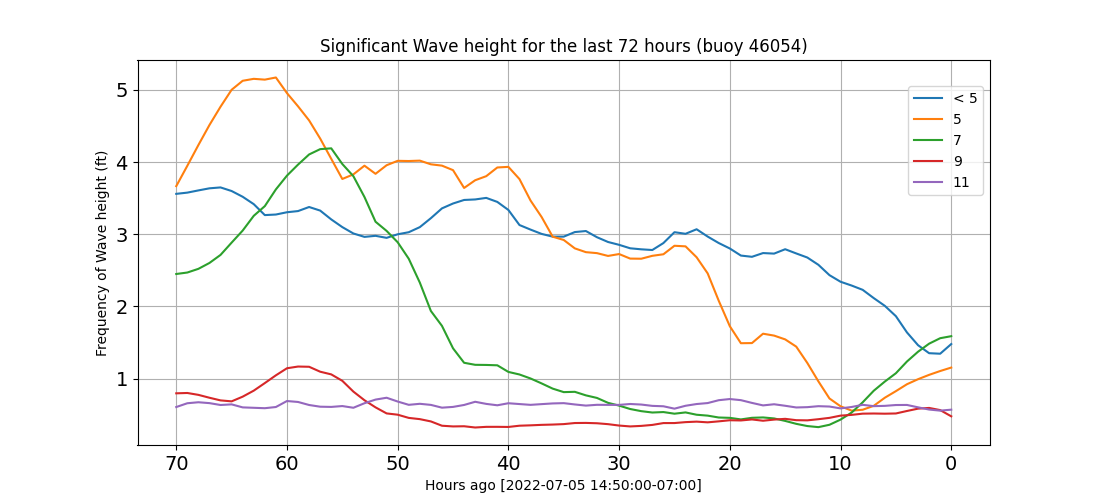 Significant Wave height for the last 72 hours (buoy 46054)
Frequency of Wave height (ft)
5
4
3
2
1
< 5
5
7
9
11
70 60 50 40 30 20 10 0
Hours ago [2022-07-05 14:50:00-07:00]